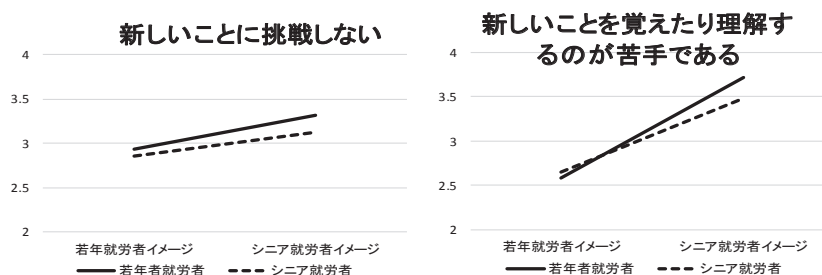 新しいことに挑戦しない
4
3.5
3
2.5
2
若年就労者イメージ シニア就労者イメージ
若年者就労者 シニア就労者
新しいことを覚えたり理解す
るのが苦手である
4
3.5
3
2.5
2
若年就労者イメージ シニア就労者イメージ
若年者就労者 シニア就労者